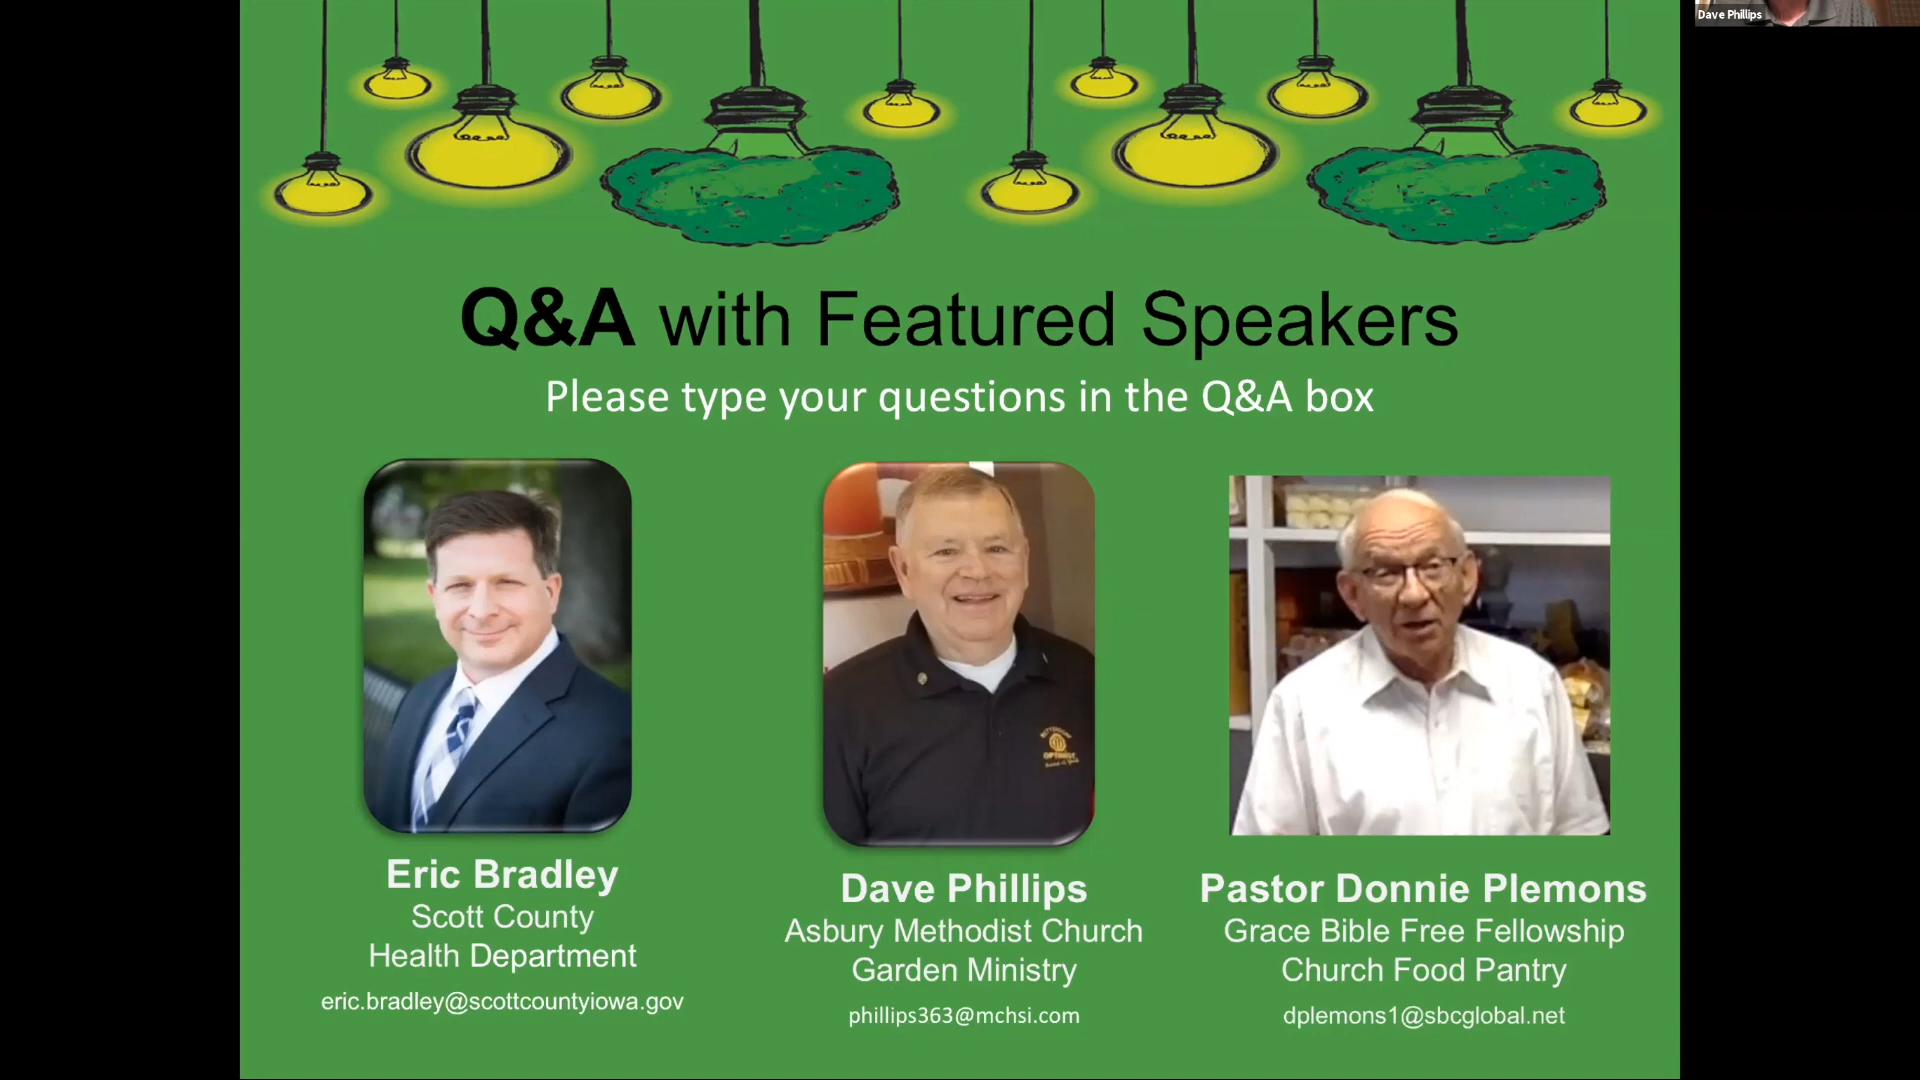 Dave Phillips
Q&A with Featured Speakers
Please type your questions in the Q&A box
Eric Bradley
Scott County
Health Department
eric.bradley@scottcountyiowa.gov
BETTENDORF
OPTIMIST
Dave Phillips
Asbury Methodist Church
Garden Ministry
phillips363@mchsi.com
Pastor Donnie Plemons
Grace Bible Free Fellowship
Church Food Pantry
dplemons1@sbcglobal.net